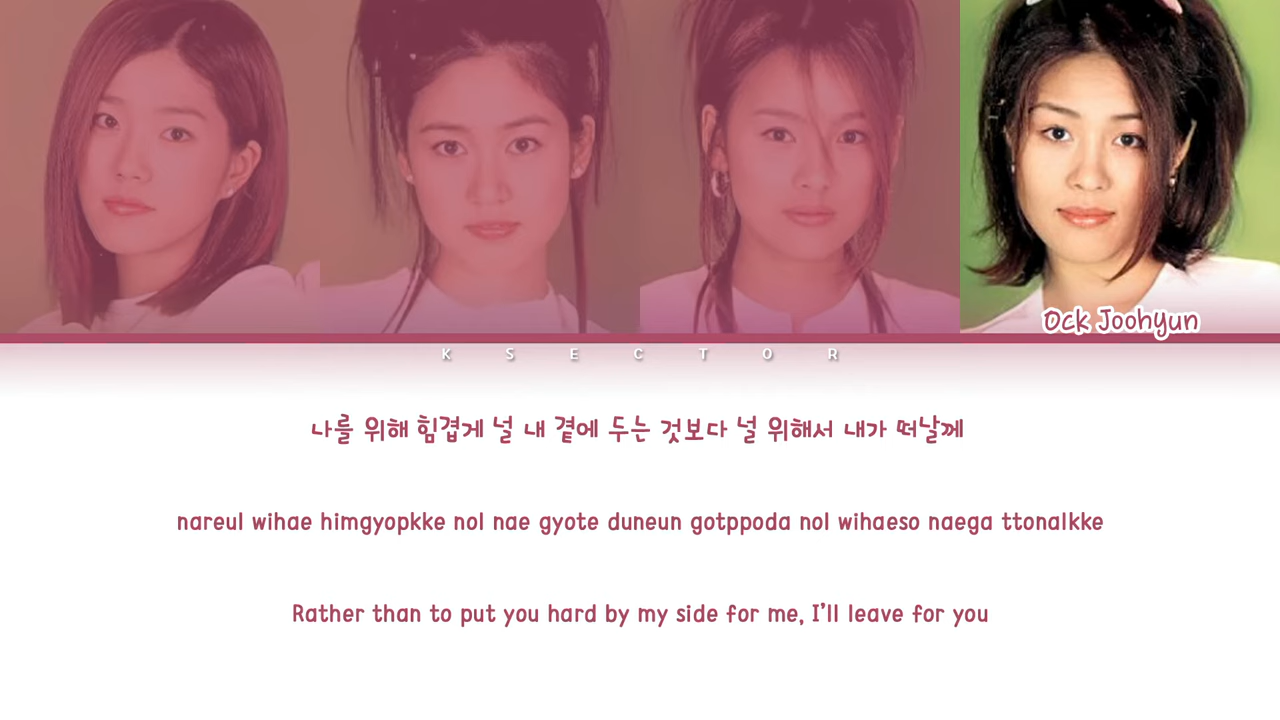 Ock Joohyun
K S E C T O R
나를 위해 힘겹게 널 내 곁에 두는 것보다 널 위해서 내가 떠날께
nareul wihae himgyopkke nol nae gyote duneun gotppoda nol wihaeso naega ttonalkke
Rather than to put you hard by my side for me, I'll leave for you